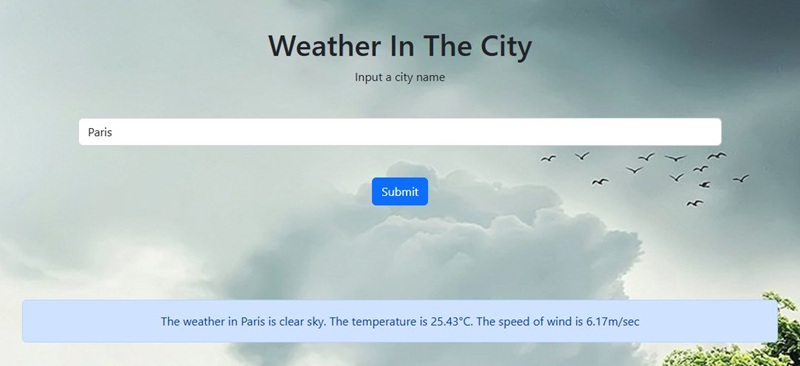 Weather In The City
Input a city name
Paris
Submit
The weather in Paris is clear sky. The temperature is 25.43°C. The speed of wind is 6.17m/sec